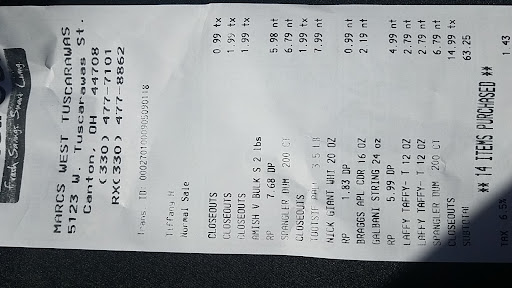 Fresh Savings. Smart Living.
MARCS WEST TUSCARAWAS
5123 W. Tuscarawas St.
Canton, OH 44708
(330) 477-7101
RX(330) 477-8862
Trans ID
Tiffany M
Normal Sale
CLOSEOUTS 0.99 tx
CLOSEOUTS 1.99 tx
CLOSEOUTS 1.99 tx
AMISH V BULK S 2 lbs
RP 7.68 DP 5.98 nt
SPANGLER DUM 200 CT 6.79 nt
CLOSEOUTS 1.99 tx
TOOTSIE 3.5 LB 7.99 nt
NICK GIANT WHT 20 OZ
RP 1.83 DP 0.99 nt
BRAGGS APL CDR 16 OZ 2.19 nt
GALBANI STRING 24 oz
RP 5.99 DP 4.99 nt
LAFFY TAFFY- T 12 OZ 2.79 nt
LAFFY TAFFY- T 12 OZ 2.79 nt
SPANGLER DUM 200 CT 6.79 nt
CLOSEOUTS 14.99 tx
SUBTOTAL 63.25
** 14 ITEMS PURCHASED **
TAX 6.5% 1.43